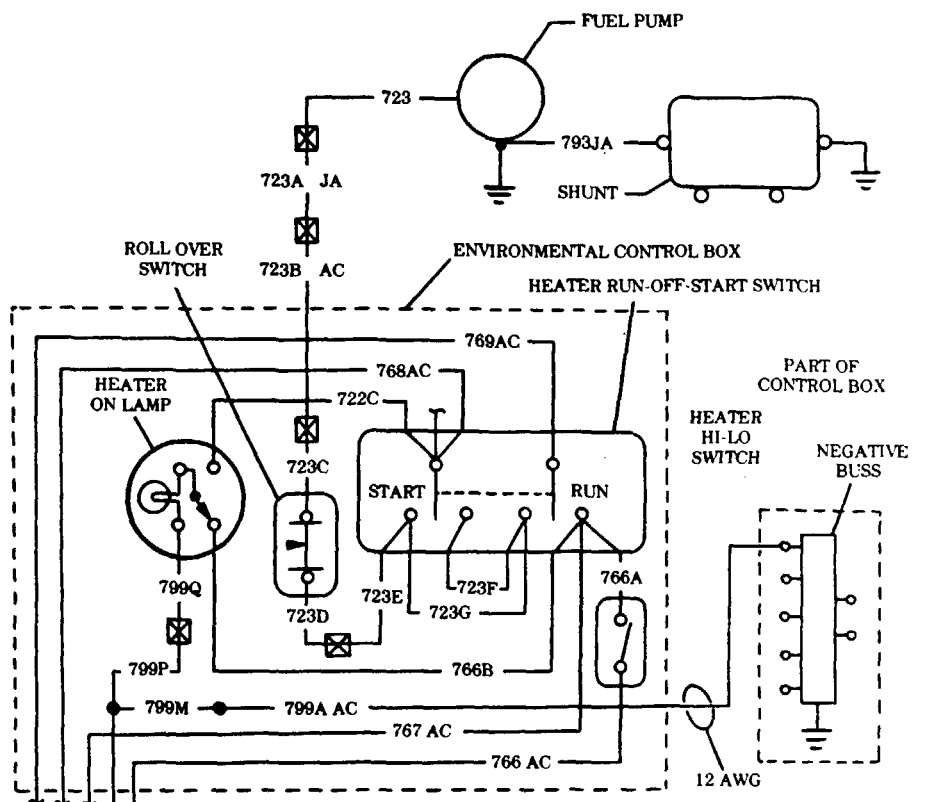 FUEL PUMP
723
793JA
SHUNT
723A JA
ROLL OVER
SWITCH
723B AC
ENVIRONMENTAL CONTROL BOX
HEATER RUN-OFF-START SWITCH
769AC
768AC
HEATER
ON LAMP
722C
PART OF
CONTROL BOX
HEATER
HI-LO
SWITCH
NEGATIVE
BUSS
723C
START
RUN
799Q
723D
723E
723F
723G
766A
799P
766B
799M
799A AC
767 AC
766 AC
12 AWG